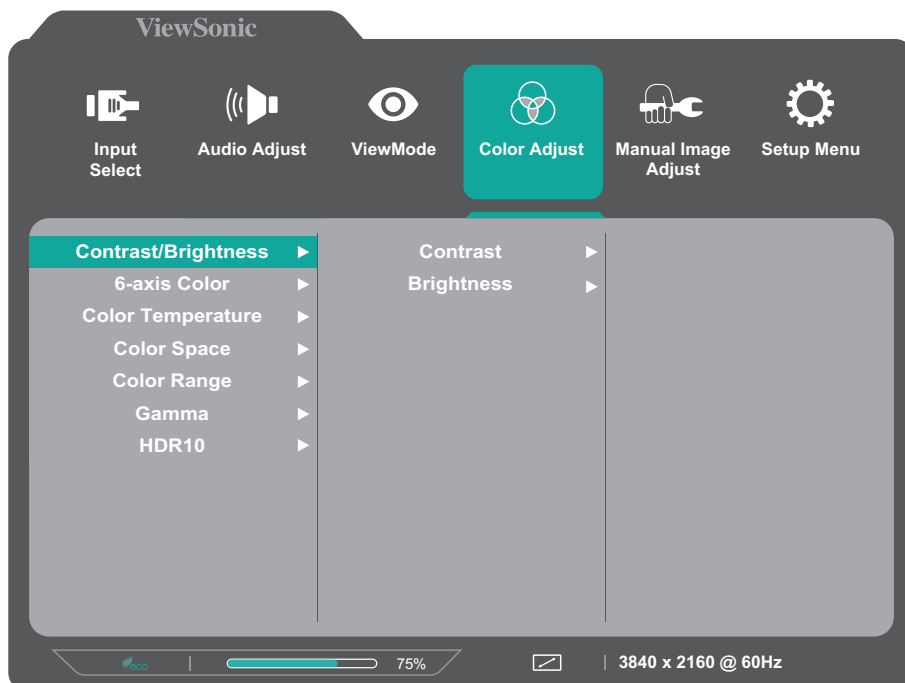 ViewSonic
Input
Select
Audio Adjust
ViewMode
Color Adjust
Manual Image
Adjust
Setup Menu
Contrast/Brightness
6-axis Color
Color Temperature
Color Space
Color Range
Gamma
HDR10
Contrast
Brightness
eco
75%
3840 x 2160 @ 60Hz